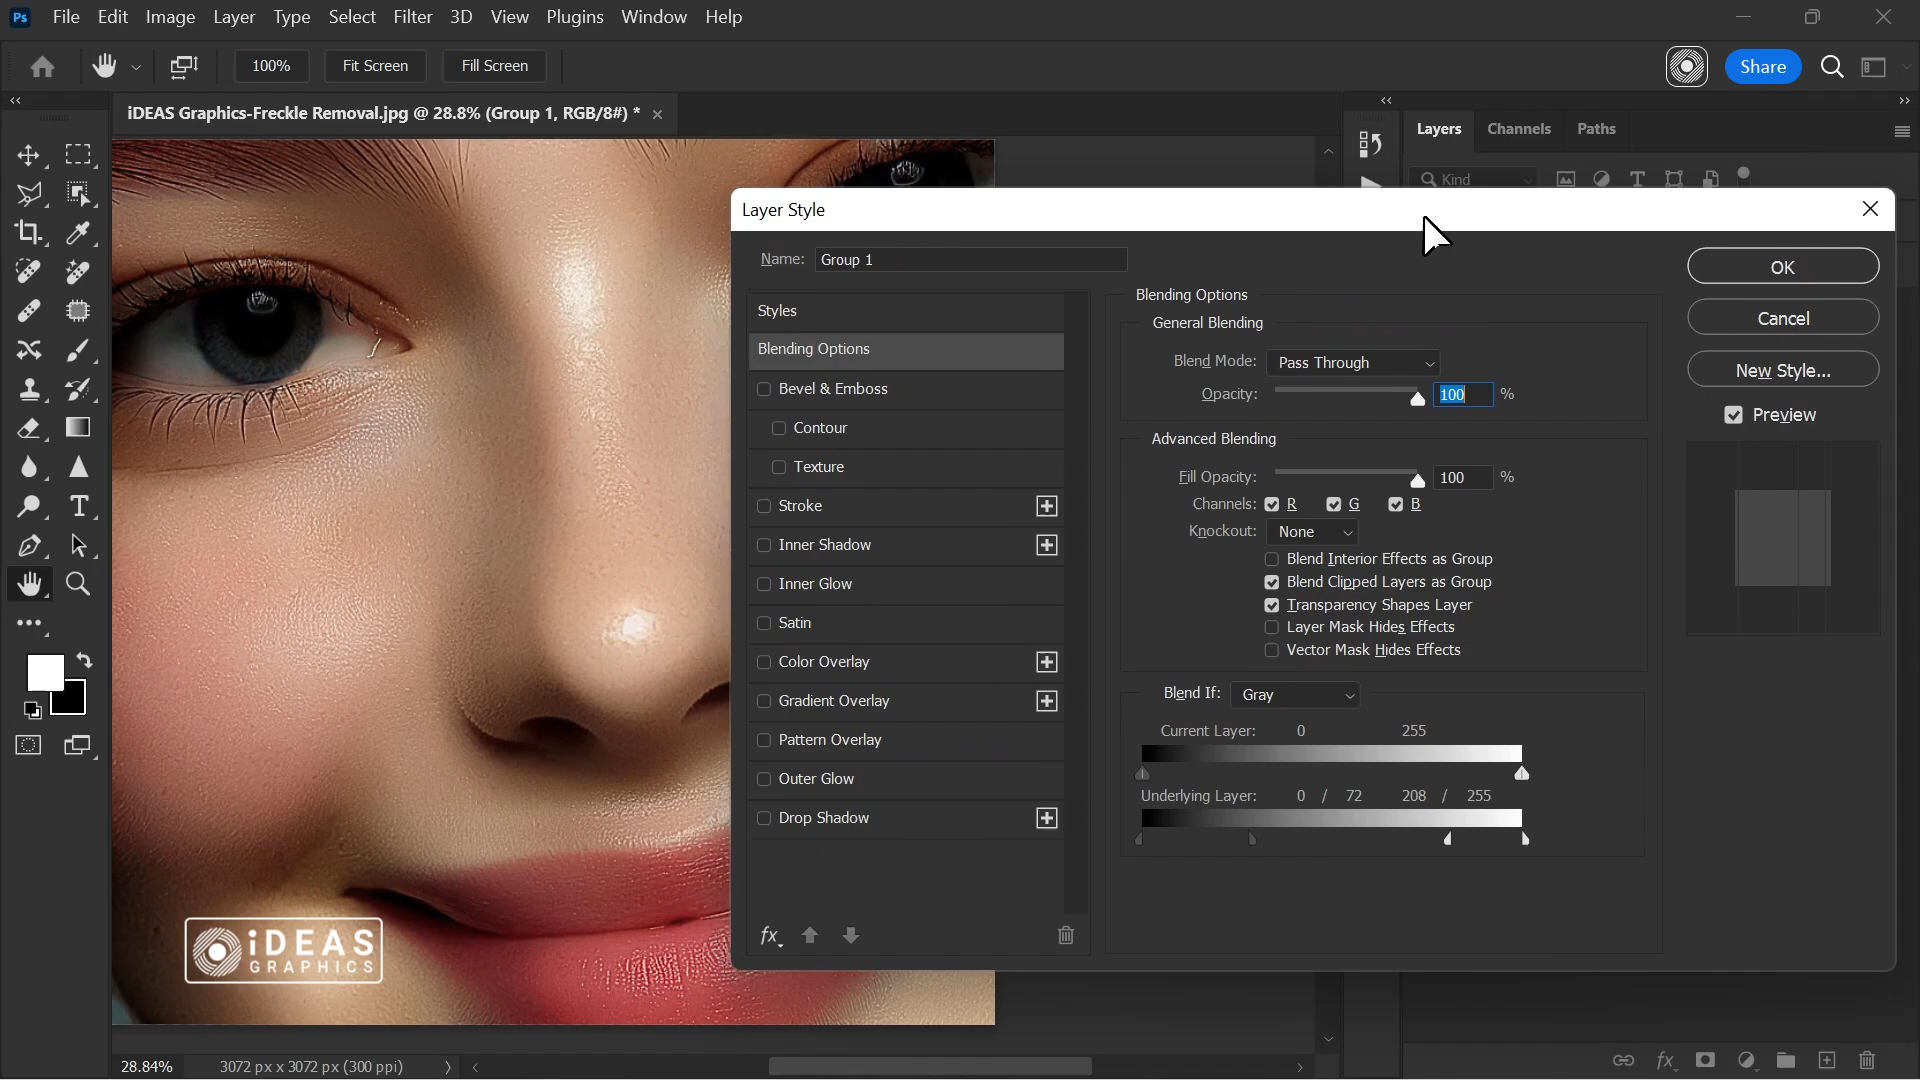 Ps File Edit Image Layer Type Select Filter 3D View Plugins Window Help
100% Fit Screen Fill Screen Share
iDEAS Graphics-Freckle Removal.jpg @ 28.8% (Group 1, RGB/8#) *
Layers Channels Paths
Kind
Layer Style
Name: Group 1
OK
Cancel
New Style...
Preview
Styles
Blending Options
Bevel & Emboss
Contour
Texture
Stroke
Inner Shadow
Inner Glow
Satin
Color Overlay
Gradient Overlay
Pattern Overlay
Outer Glow
Drop Shadow
fx
Blending Options
General Blending
Blend Mode: Pass Through
Opacity: 100 %
Advanced Blending
Fill Opacity: 100 %
Channels: R G B
Knockout: None
Blend Interior Effects as Group
Blend Clipped Layers as Group
Transparency Shapes Layer
Layer Mask Hides Effects
Vector Mask Hides Effects
Blend If: Gray
Current Layer: 0 255
Underlying Layer: 0 / 72 208 / 255
iDEAS
GRAPHICS
28.84% 3072 px x 3072 px (300 ppi)
fx